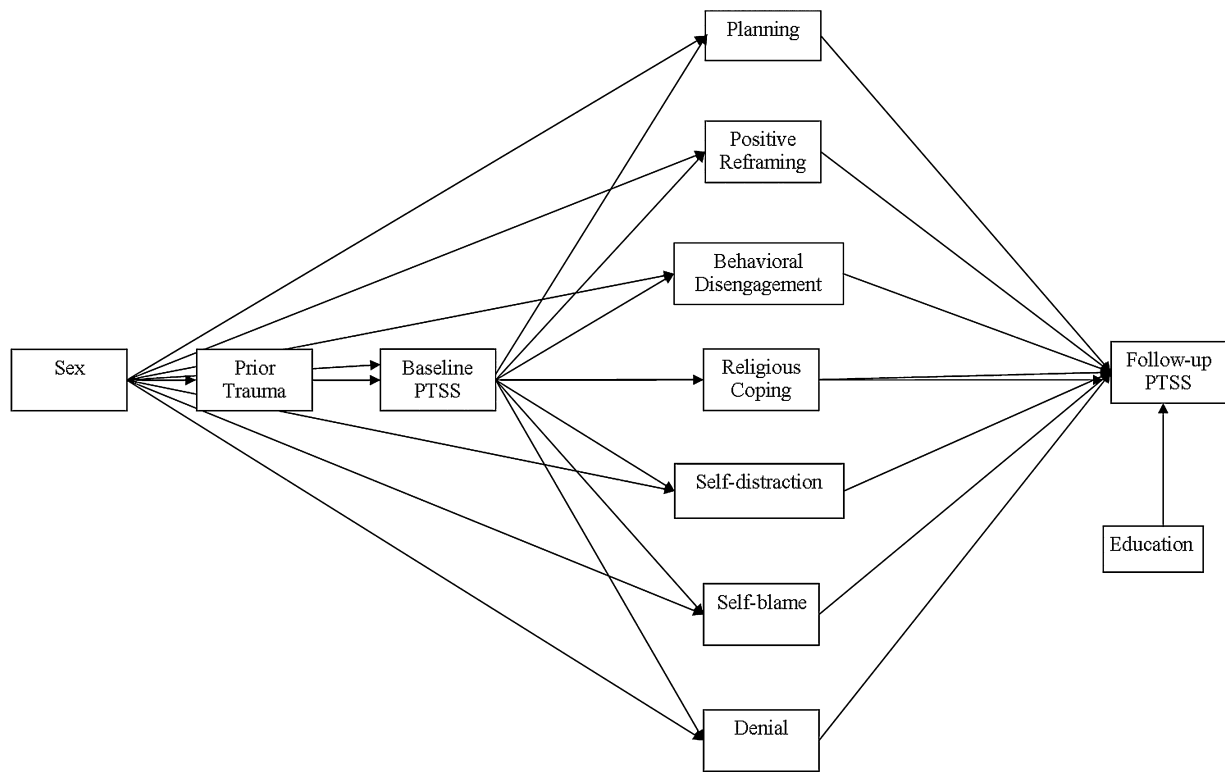 Planning
Positive
Reframing
Behavioral
Disengagement
Sex
Prior
Trauma
Baseline
PTSS
Religious
Coping
Follow-up
PTSS
Self-distraction
Education
Self-blame
Denial